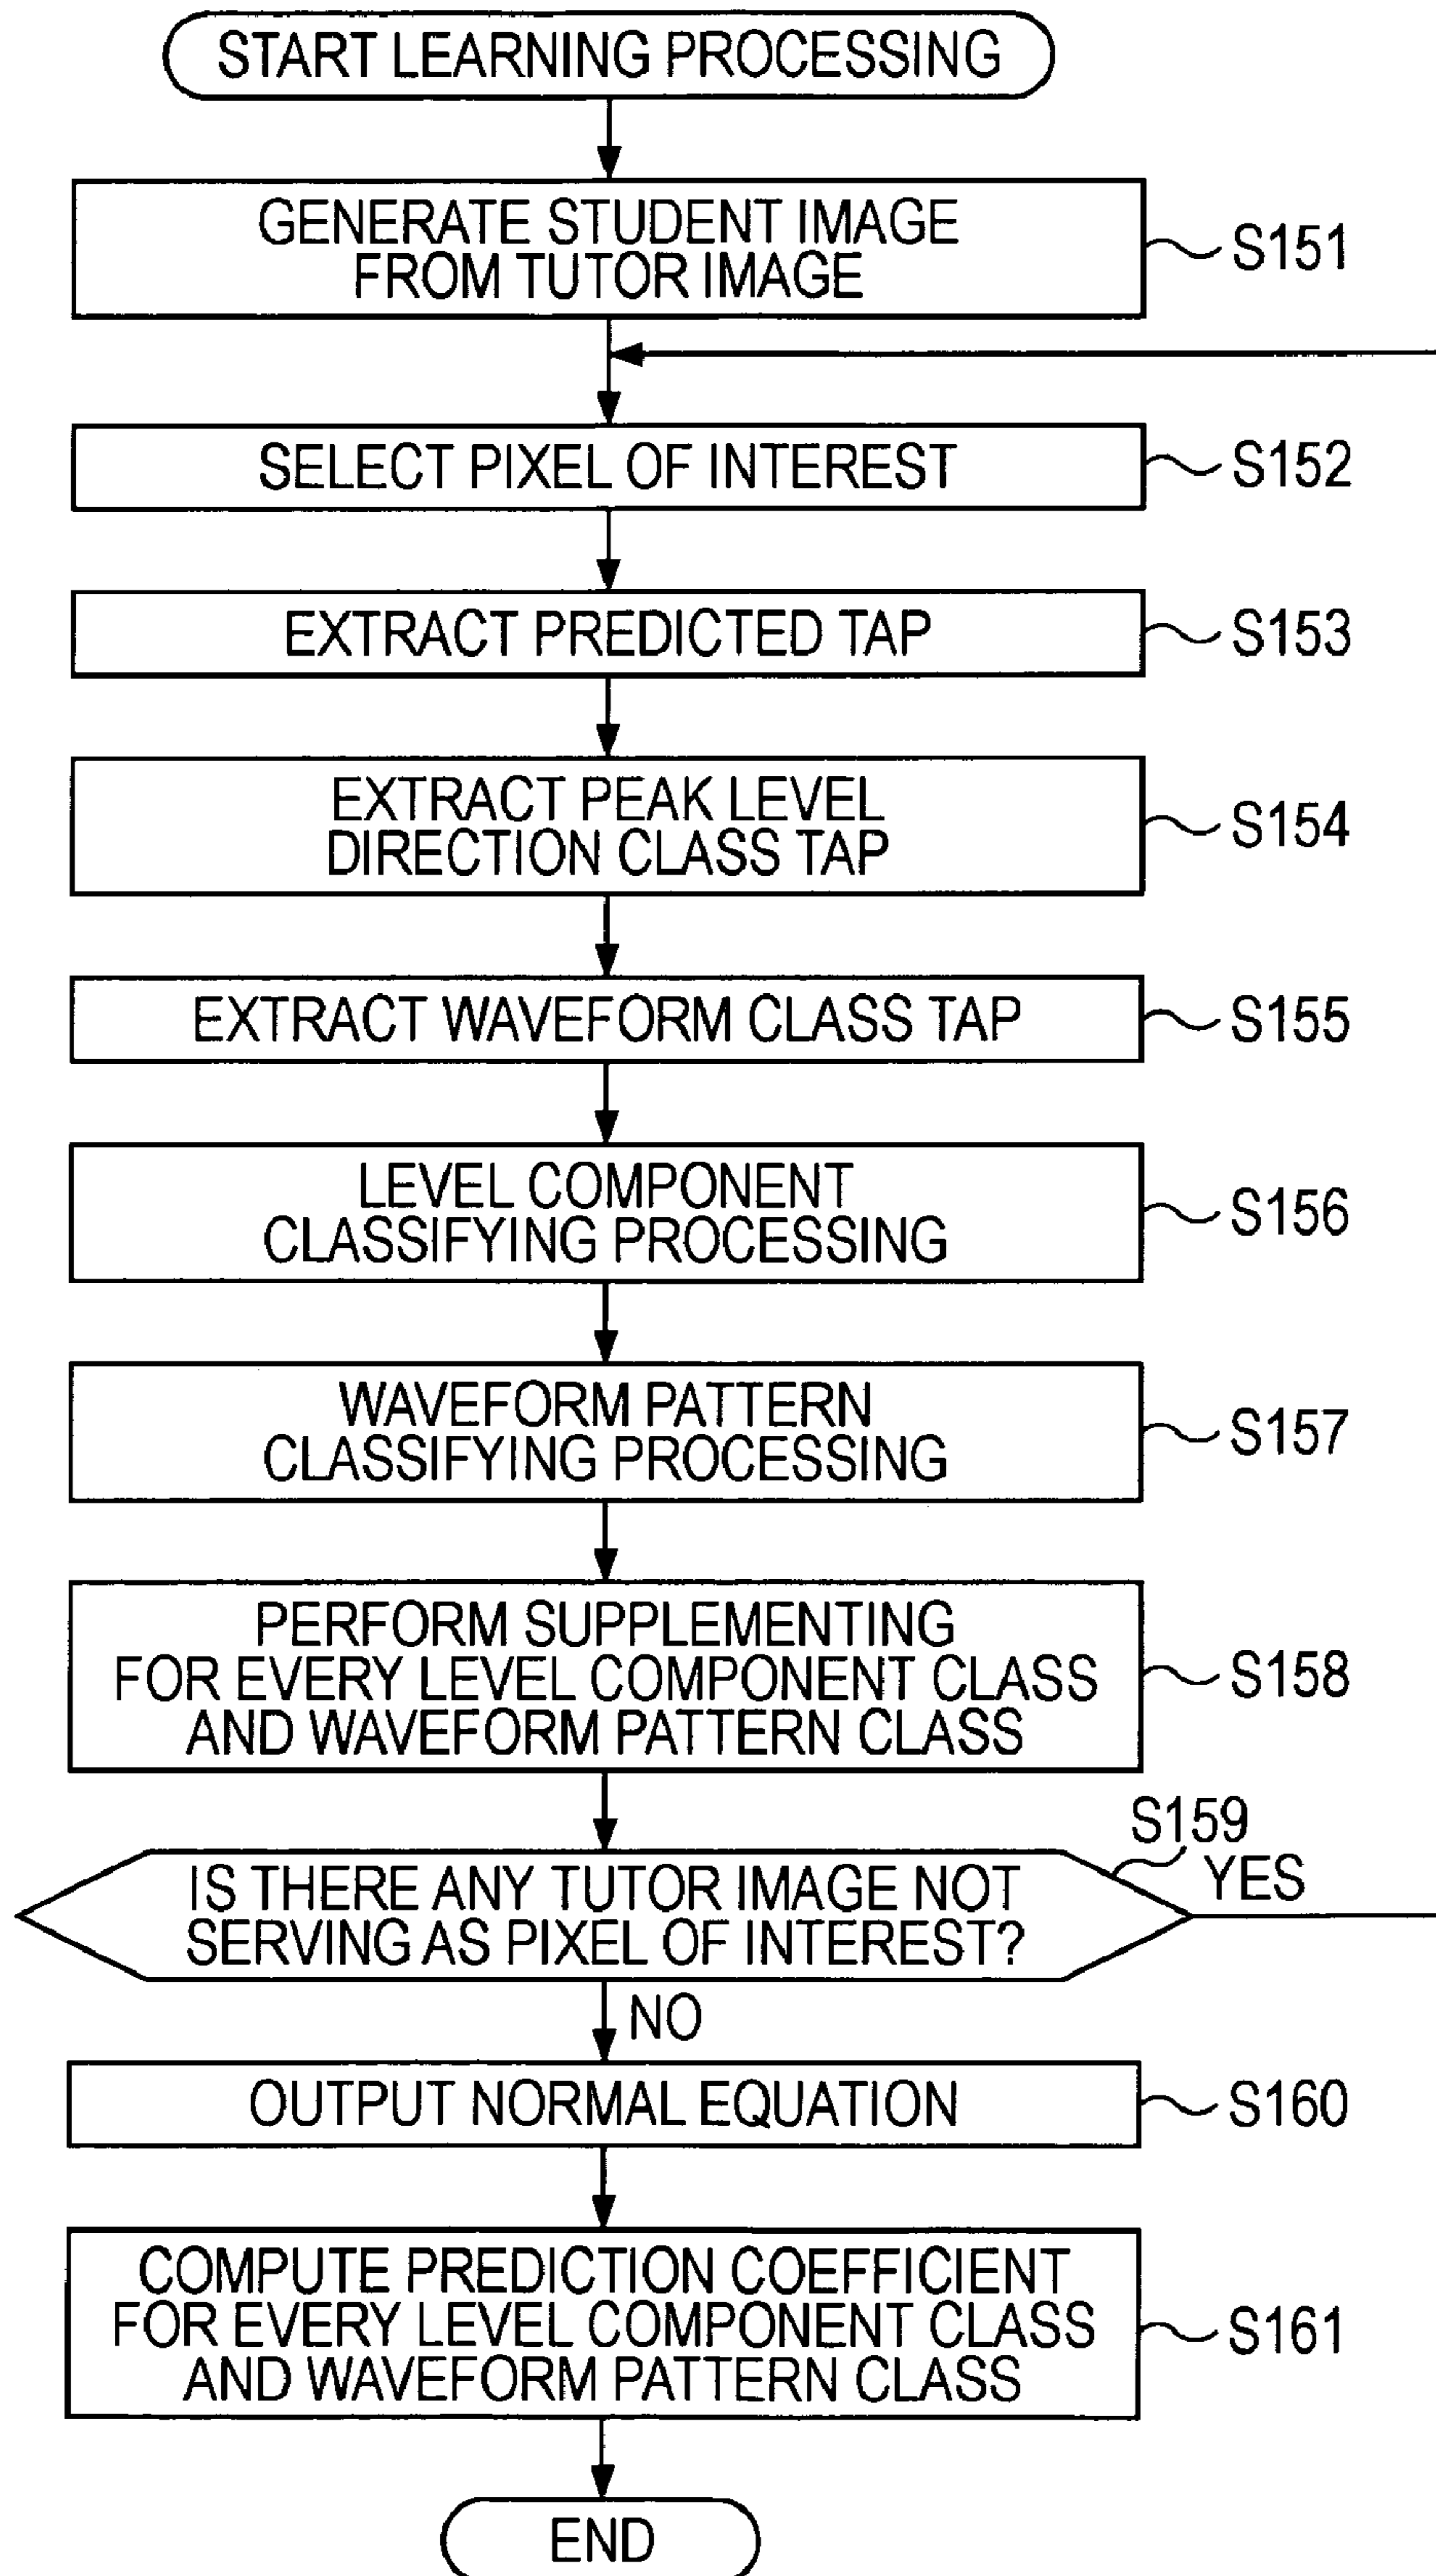 START LEARNING PROCESSING
GENERATE STUDENT IMAGE
FROM TUTOR IMAGE
S151
SELECT PIXEL OF INTEREST
S152
EXTRACT PREDICTED TAP
S153
EXTRACT PEAK LEVEL
DIRECTION CLASS TAP
S154
EXTRACT WAVEFORM CLASS TAP
S155
LEVEL COMPONENT
CLASSIFYING PROCESSING
S156
WAVEFORM PATTERN
CLASSIFYING PROCESSING
S157
PERFORM SUPPLEMENTING
FOR EVERY LEVEL COMPONENT CLASS
AND WAVEFORM PATTERN CLASS
S158
S159
IS THERE ANY TUTOR IMAGE NOT
SERVING AS PIXEL OF INTEREST?
YES
NO
OUTPUT NORMAL EQUATION
S160
COMPUTE PREDICTION COEFFICIENT
FOR EVERY LEVEL COMPONENT CLASS
AND WAVEFORM PATTERN CLASS
S161
END